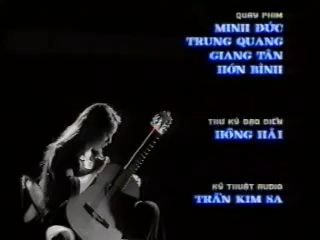 QUAY PHIM
MINH ĐỨC
TRUNG QUANG
GIANG TÂN
HỚN BÌNH
THƯ KÝ ĐẠO DIỄN
HỒNG HẢI
KỸ THUẬT AUDIO
TRẦN KIM SA